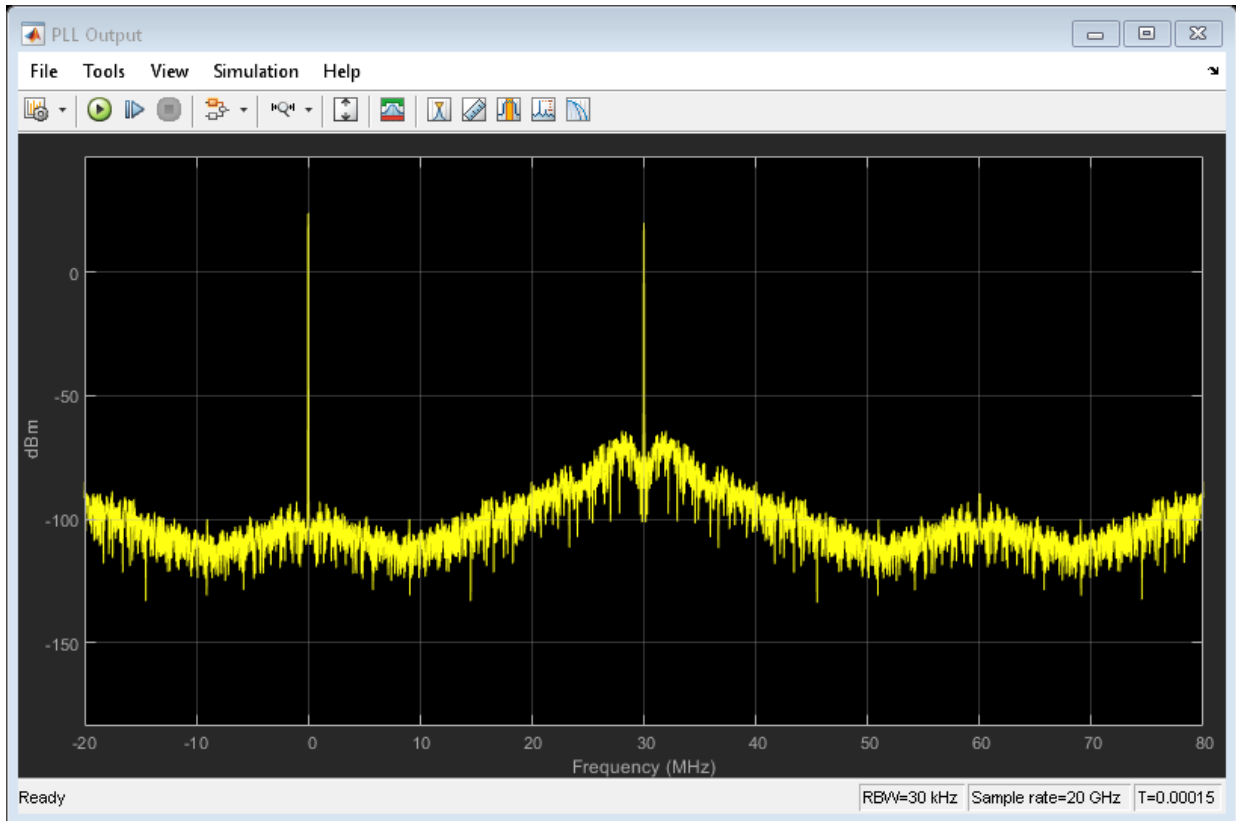 PLL Output
File Tools View Simulation Help
0
-50
-100
-150
dBm
-20 -10 0 10 20 30 40 50 60 70 80
Frequency (MHz)
Ready RBW=30 kHz Sample rate=20 GHz T=0.00015